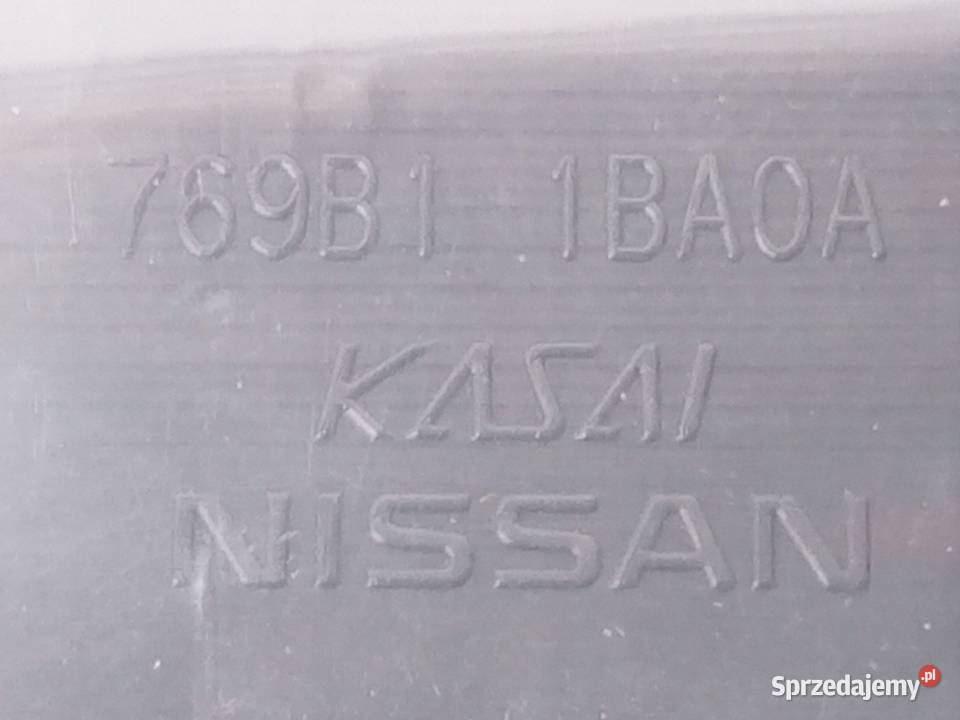 769B1 1BA0A
KASAI
NISSAN
Sprzedajemy.pl